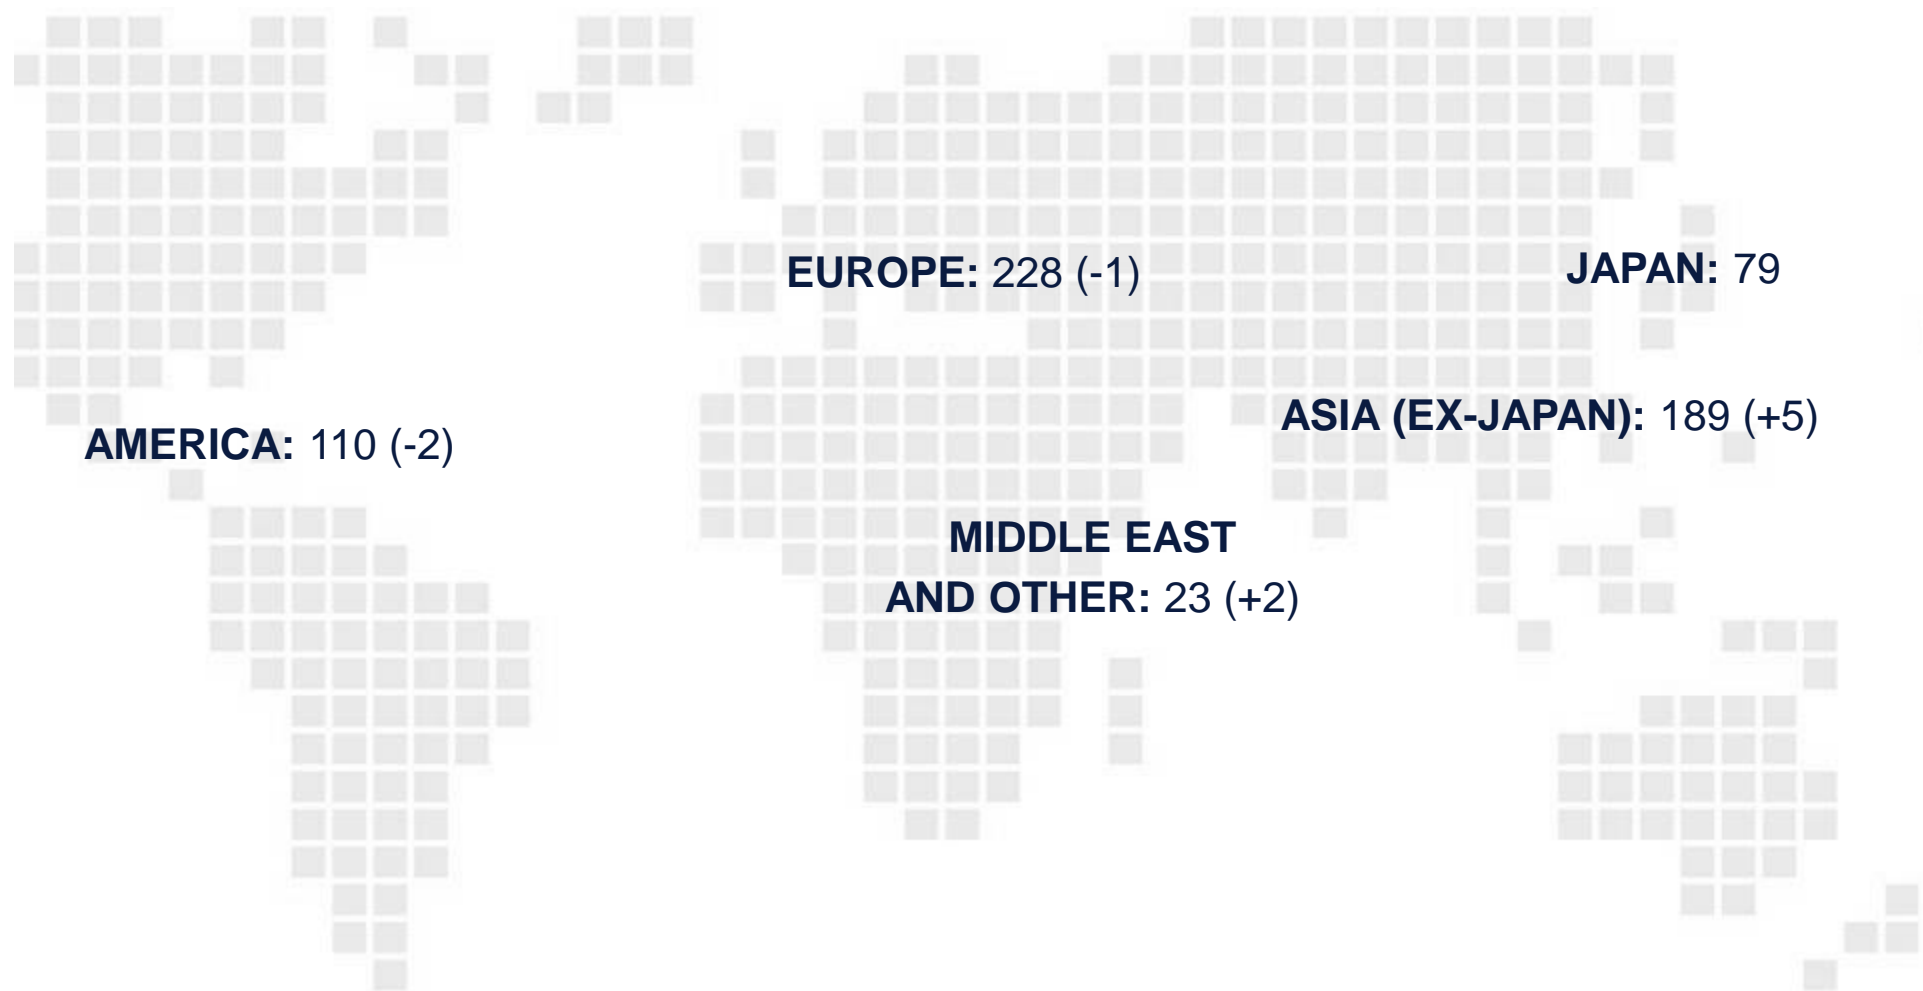 EUROPE: 228 (-1)
JAPAN: 79
AMERICA: 110 (-2)
ASIA (EX-JAPAN): 189 (+5)
MIDDLE EAST
AND OTHER: 23 (+2)